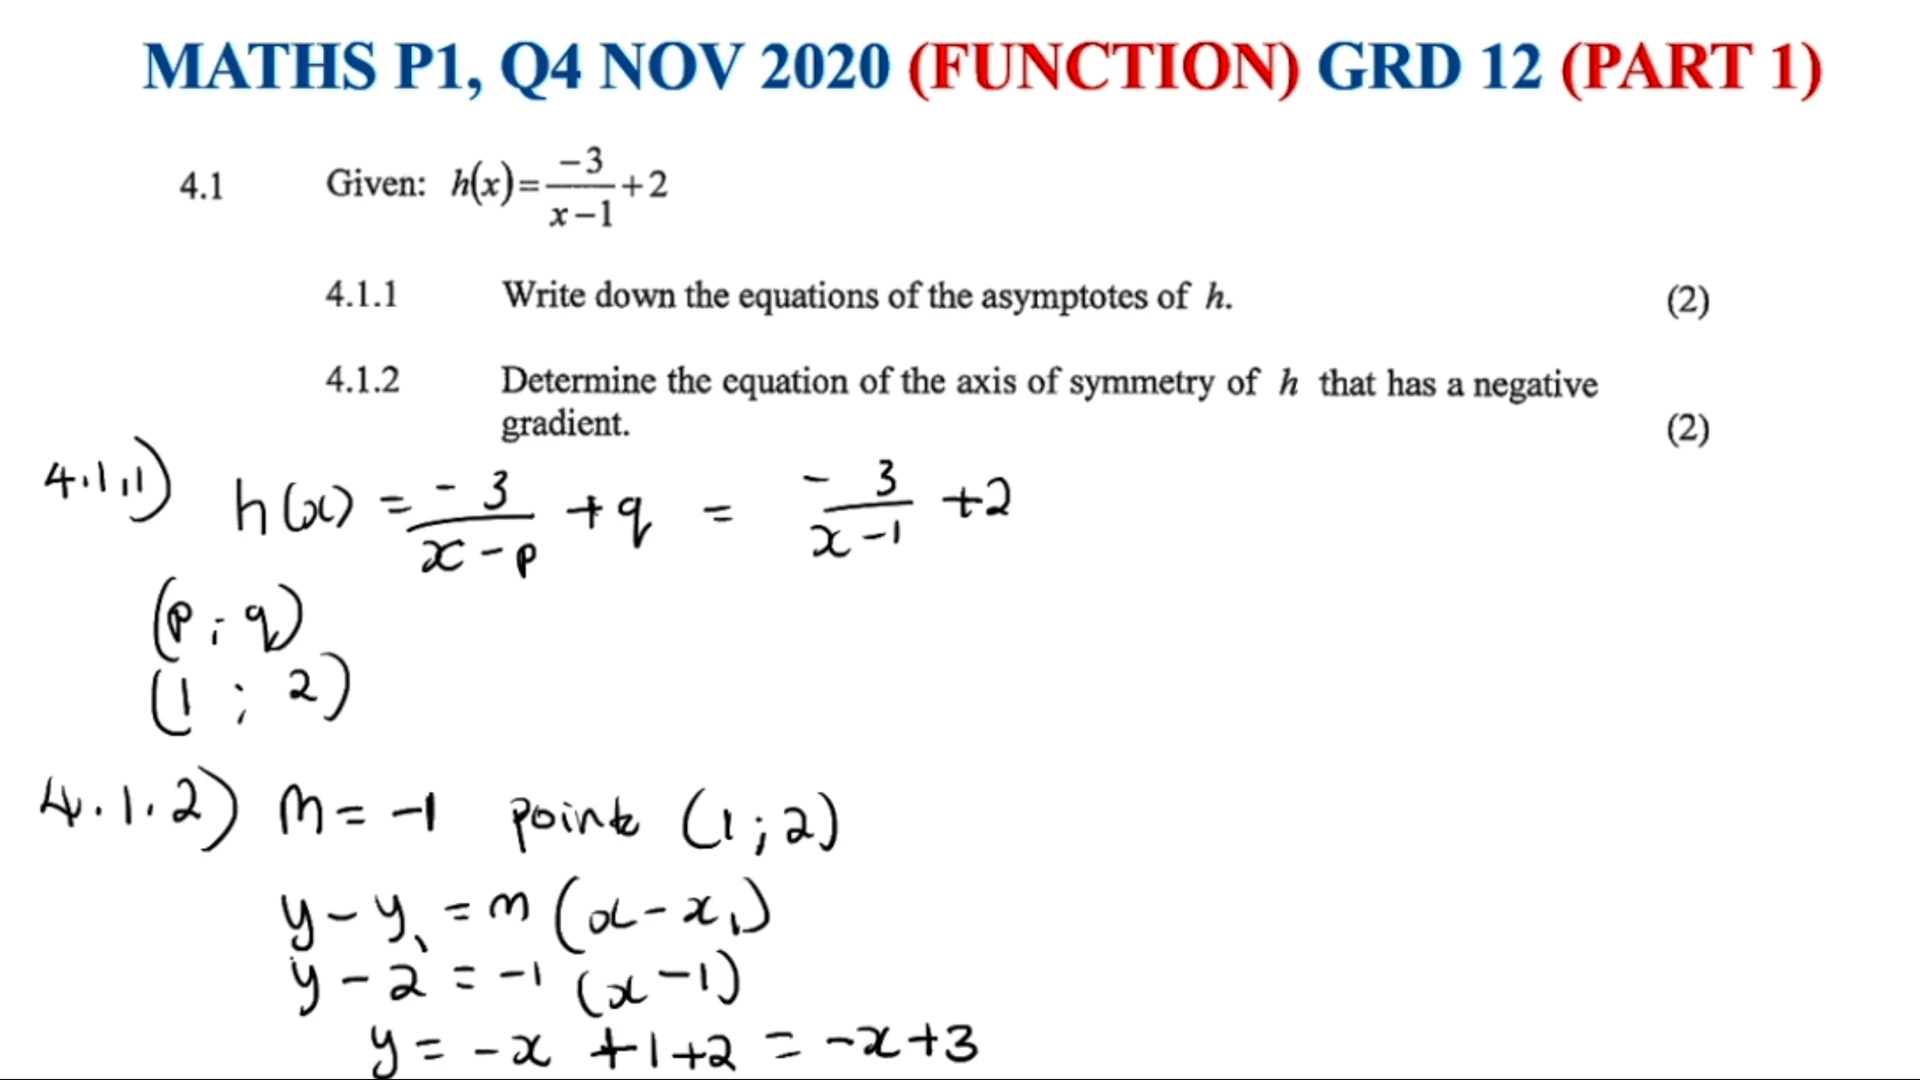 MATHS P1, Q4 NOV 2020 (FUNCTION) GRD 12 (PART 1)
4.1 Given: h(x)=\frac{-3}{x-1}+2
4.1.1 Write down the equations of the asymptotes of h. (2)
4.1.2 Determine the equation of the axis of symmetry of h that has a negative
gradient. (2)
4.1.1) h(x) = \frac{-3}{x-p} + q = \frac{-3}{x-1} + 2
(p ; q)
(1 ; 2)
4.1.2) m = -1 point (1 ; 2)
y - y₁ = m (x - x₁)
y - 2 = -1 (x - 1)
y = -x + 1 + 2 = -x + 3